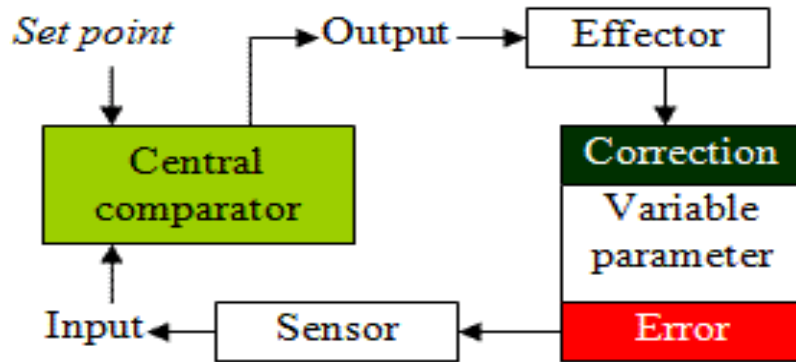 Set point
Output
Effector
Central
comparator
Correction
Variable
parameter
Error
Sensor
Input